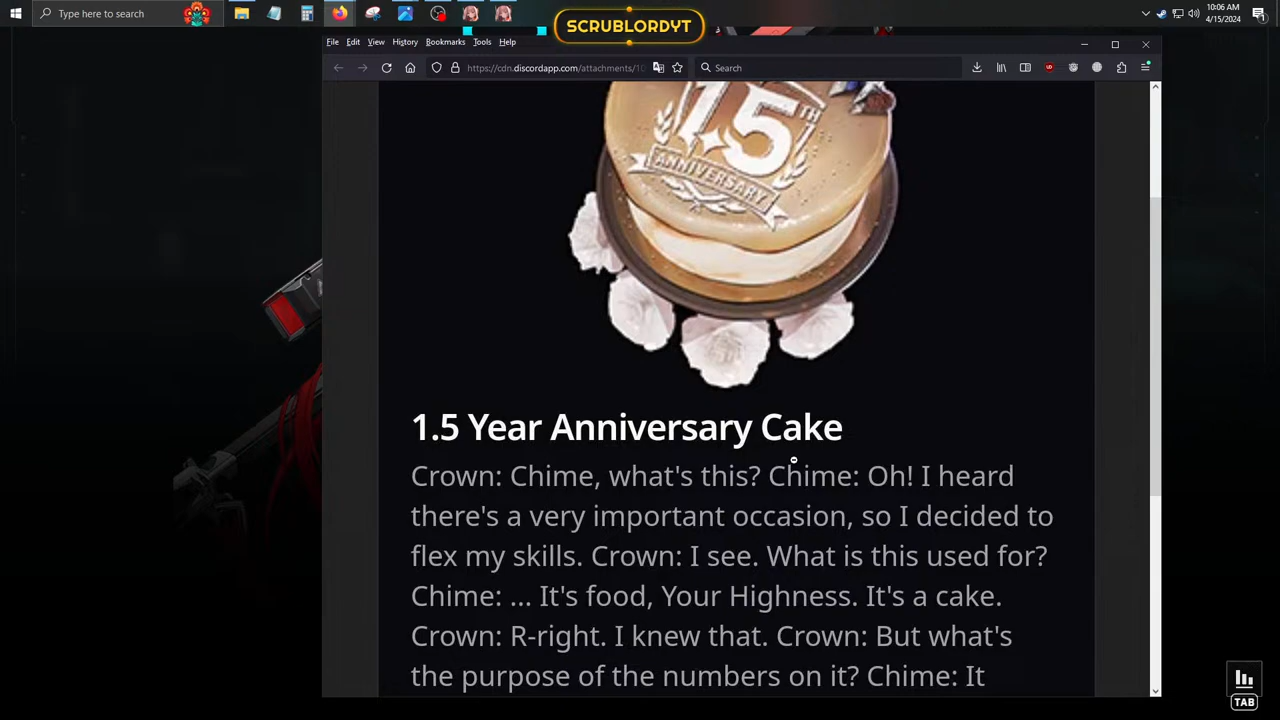 Type here to search
SCRUBLORDYT
10:06 AM
4/15/2024
File Edit View History Bookmarks Tools Help
https://cdn.discordapp.com/attachments/10
Search
1.5TH
ANNIVERSARY
1.5 Year Anniversary Cake
Crown: Chime, what's this? Chime: Oh! I heard
there's a very important occasion, so I decided to
flex my skills. Crown: I see. What is this used for?
Chime: ... It's food, Your Highness. It's a cake.
Crown: R-right. I knew that. Crown: But what's
the purpose of the numbers on it? Chime: It
TAB